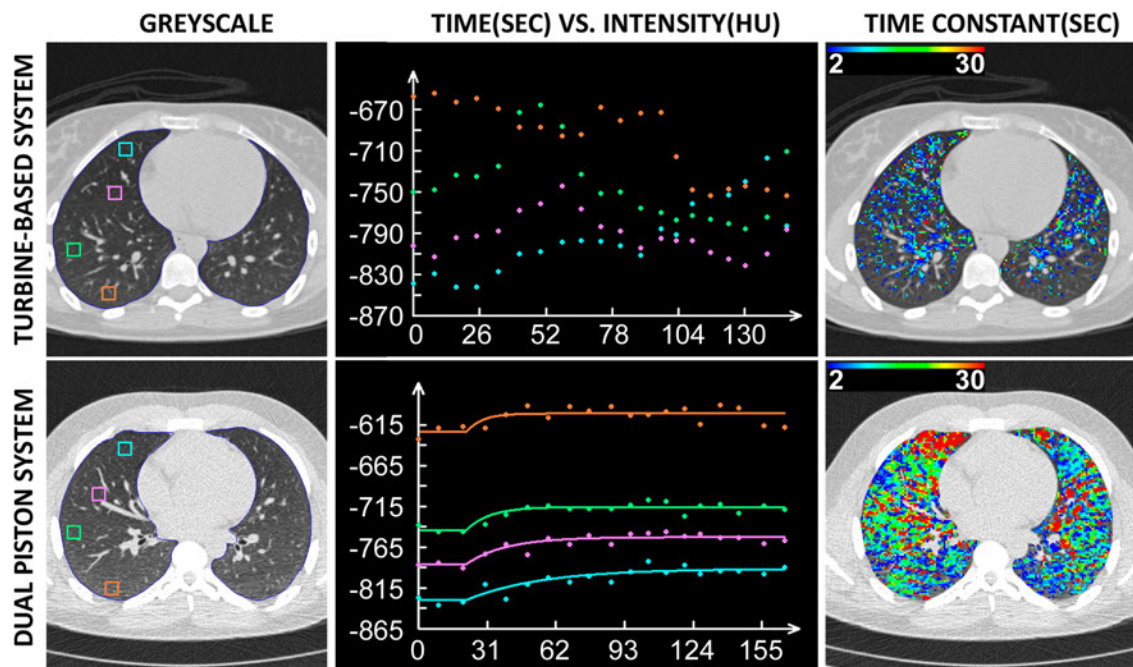 GREYSCALE
TIME(SEC) VS. INTENSITY(HU)
TIME CONSTANT(SEC)
TURBINE-BASED SYSTEM
-670
-710
-750
-790
-830
-870
0 26 52 78 104 130
2 30
DUAL PISTON SYSTEM
-615
-665
-715
-765
-815
-865
0 31 62 93 124 155
2 30